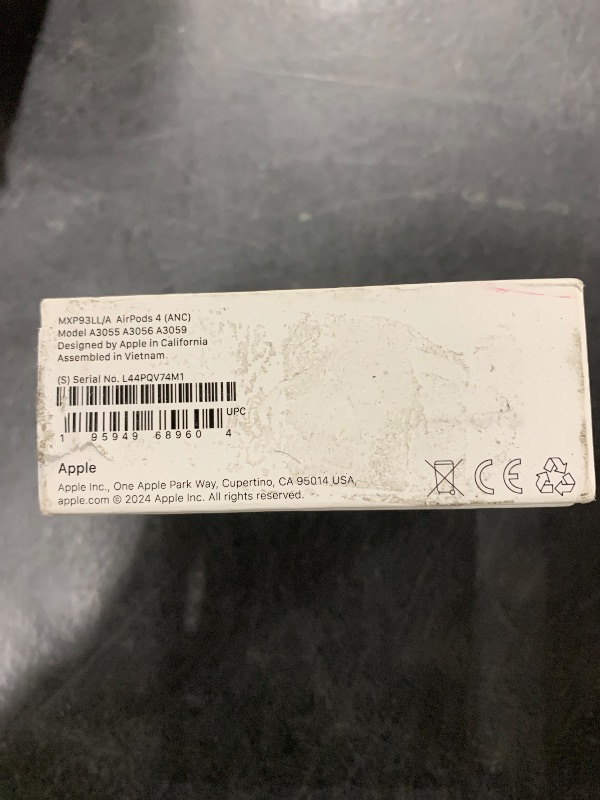 MXP93LL/A AirPods 4 (ANC)
Model A3055 A3056 A3059
Designed by Apple in California
Assembled in Vietnam
(S) Serial No. L44PQV74M1
UPC
1 95949 68960 4
Apple
Apple Inc., One Apple Park Way, Cupertino, CA 95014 USA
apple.com © 2024 Apple Inc. All rights reserved.
CE